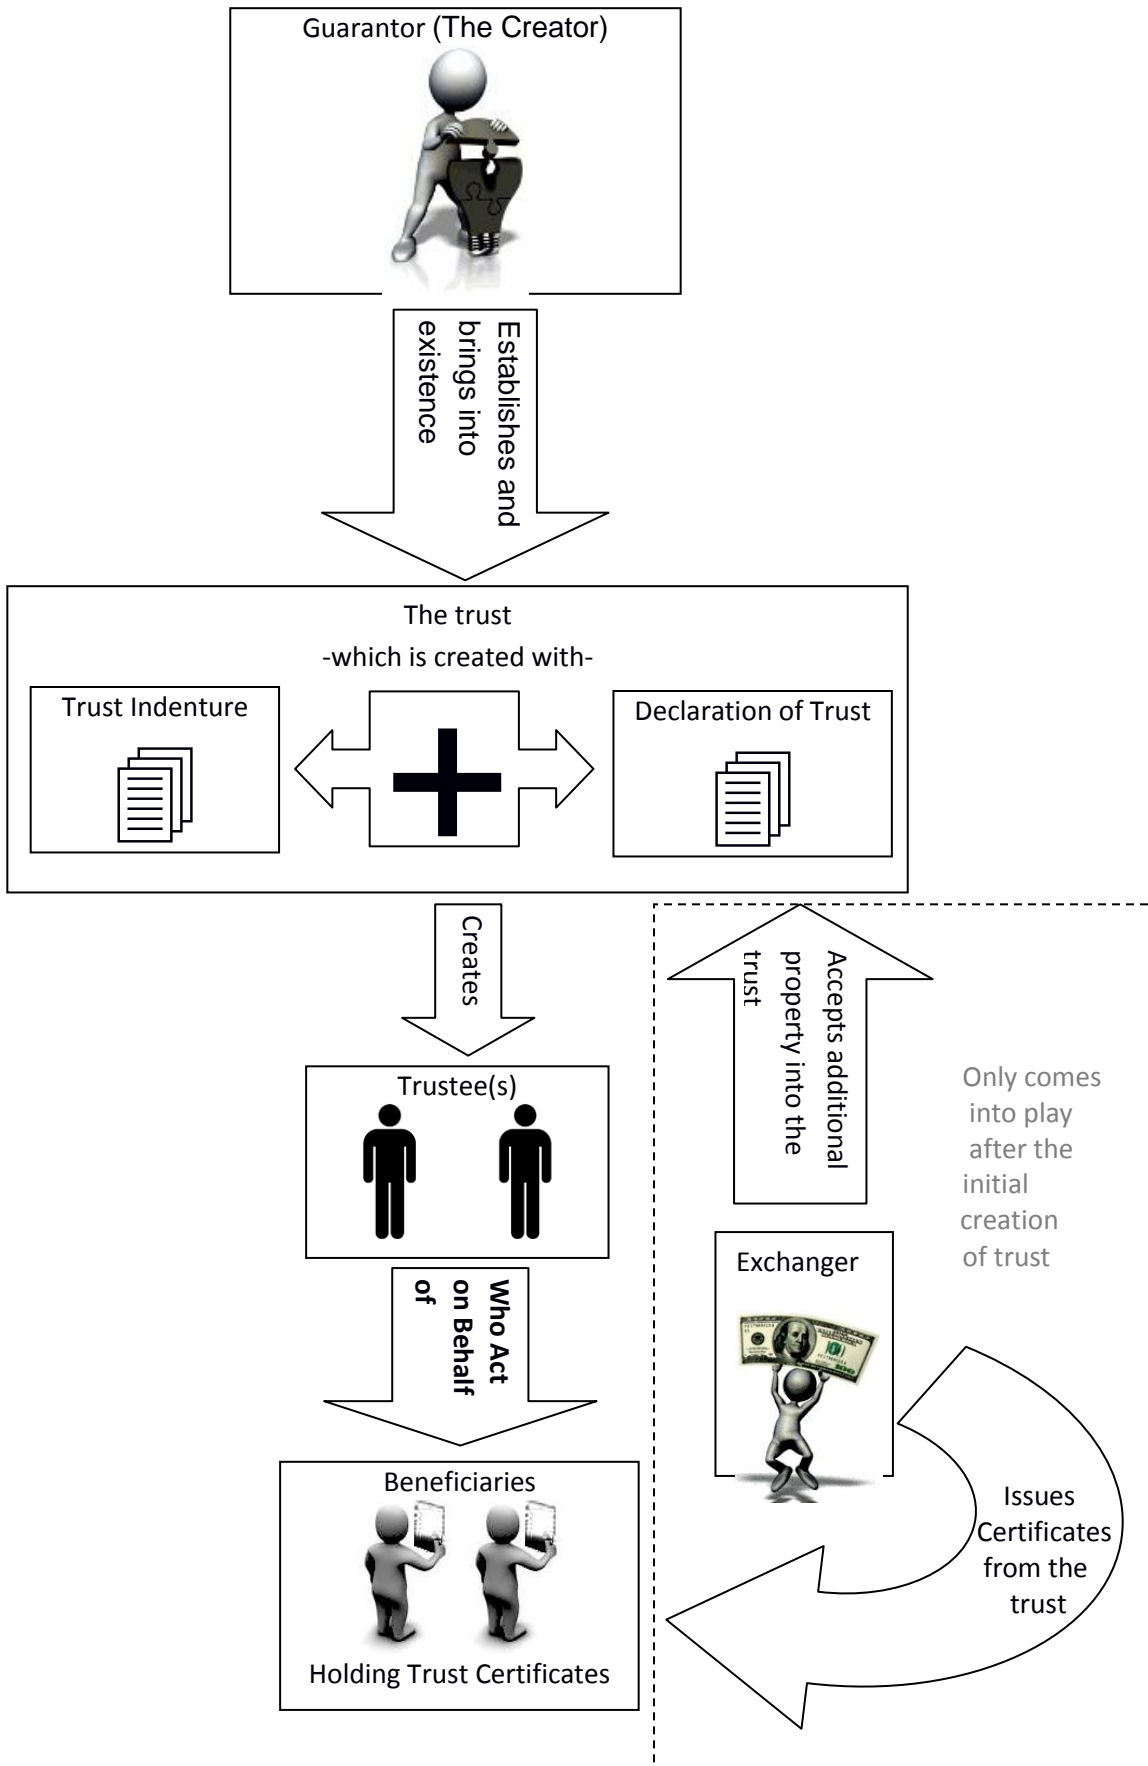 Guarantor (The Creator)
Establishes and
brings into
existence
The trust
-which is created with-
Trust Indenture
Declaration of Trust
Creates
Accepts additional
property into the
trust
Trustee(s)
Only comes
into play
after the
initial
creation
of trust
Exchanger
Who Act
on Behalf
of
Beneficiaries
Issues
Certificates
from the
trust
Holding Trust Certificates